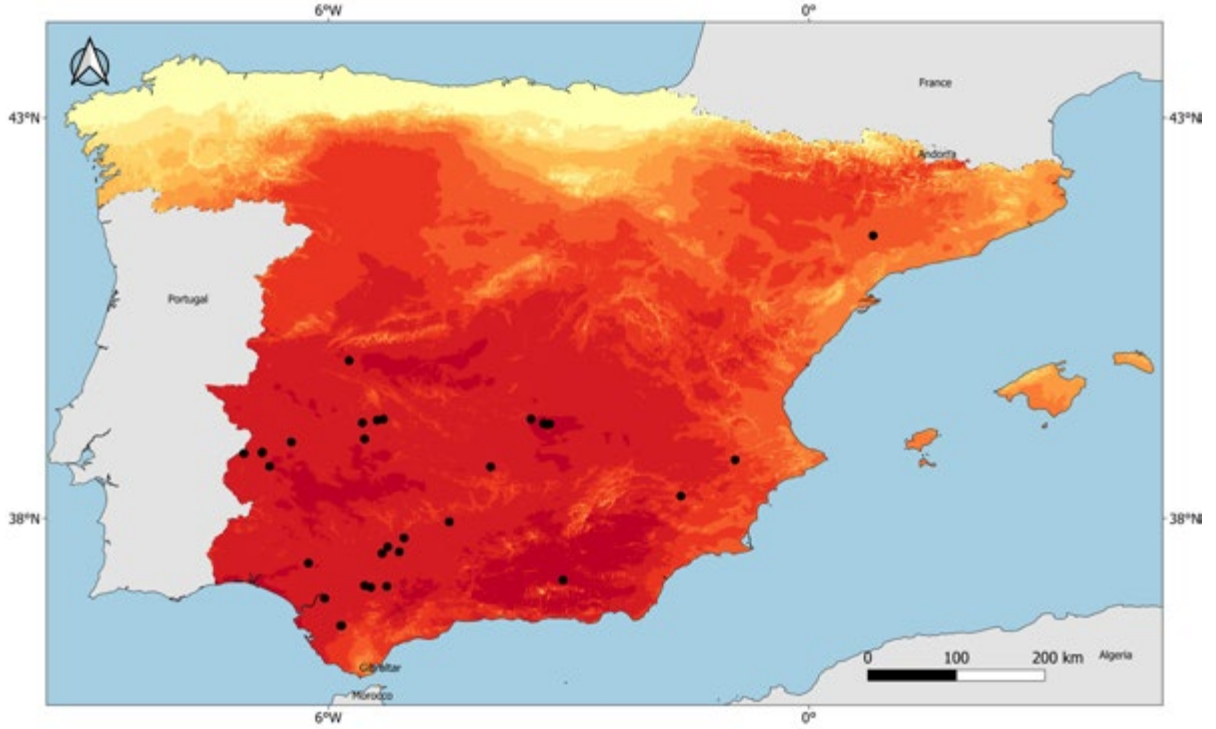 6°W 0°
France
43°N 43°N
Andorra
Portugal
38°N 38°N
0 100 200 km
Algeria
Gibraltar
Morocco
6°W 0°